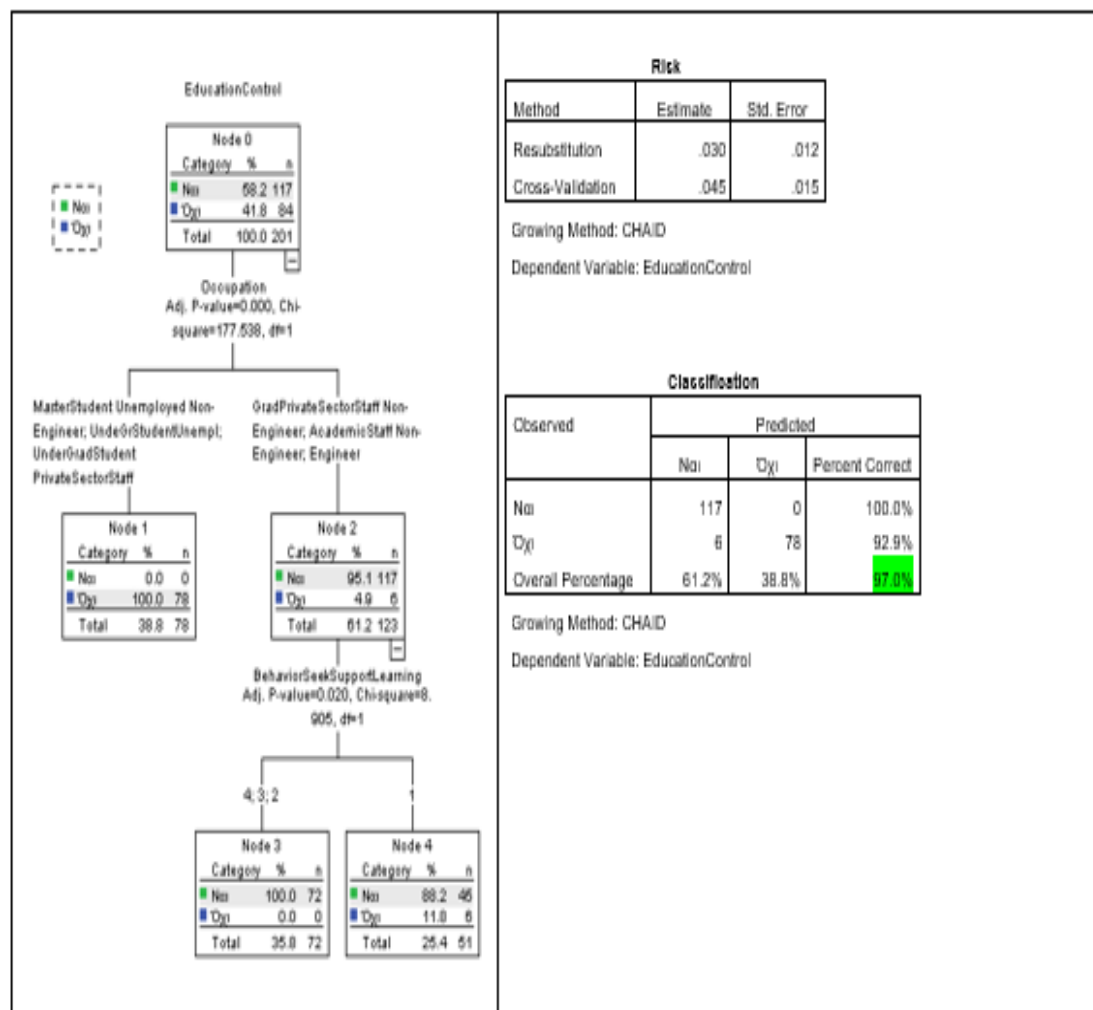 EducationControl
Node 0
Category % n
Ναι 58.2 117
Όχι 41.8 84
Total 100.0 201
Ναι
Όχι
Occupation
Adj. P-value=0.000, Chi-
square=177.538, df=1
MasterStudent Unemployed Non-
Engineer; UndeGrStudentUnempl;
UnderGradStudent
PrivateSectorStaff
GradPrivateSectorStaff Non-
Engineer; AcademicStaff Non-
Engineer; Engineer
Node 1
Category % n
Ναι 0.0 0
Όχι 100.0 78
Total 38.8 78
Node 2
Category % n
Ναι 95.1 117
Όχι 4.9 6
Total 61.2 123
BehaviorSeekSupportLearning
Adj. P-value=0.020, Chi-square=8.
905, df=1
4; 3; 2
1
Node 3
Category % n
Ναι 100.0 72
Όχι 0.0 0
Total 35.8 72
Node 4
Category % n
Ναι 88.2 45
Όχι 11.8 6
Total 25.4 51
Risk
Method Estimate Std. Error
Resubstitution .030 .012
Cross-Validation .045 .015
Growing Method: CHAID
Dependent Variable: EducationControl
Classification
Observed Predicted
Ναι Όχι Percent Correct
Ναι 117 0 100.0%
Όχι 6 78 92.9%
Overall Percentage 61.2% 38.8% 97.0%
Growing Method: CHAID
Dependent Variable: EducationControl